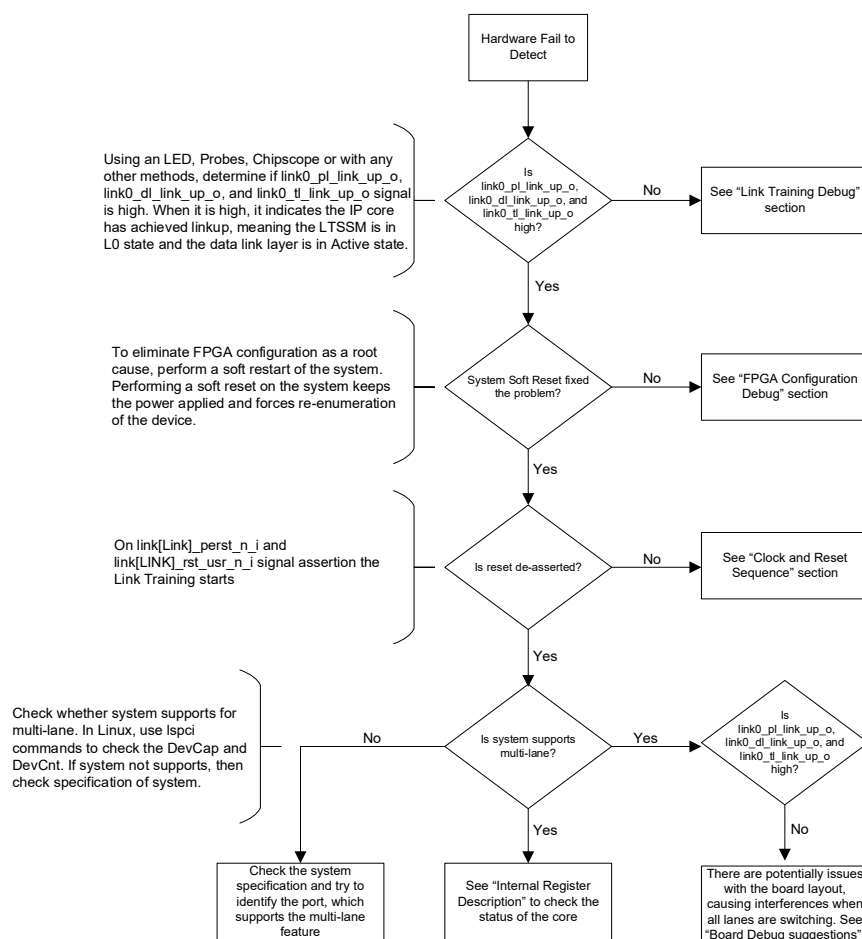 Hardware Fail to
Detect
Using an LED, Probes, Chipscope or with any
other methods, determine if link0_pl_link_up_o,
link0_dl_link_up_o, and link0_tl_link_up_o signal
is high. When it is high, it indicates the IP core
has achieved linkup, meaning the LTSSM is in
L0 state and the data link layer is in Active state.
Is
link0_pl_link_up_o,
link0_dl_link_up_o, and
link0_tl_link_up_o
high?
No
See “Link Training Debug”
section
Yes
To eliminate FPGA configuration as a root
cause, perform a soft restart of the system.
Performing a soft reset on the system keeps
the power applied and forces re-enumeration
of the device.
System Soft Reset fixed
the problem?
No
See “FPGA Configuration
Debug” section
Yes
On link[Link]_perst_n_i and
link[LINK]_rst_usr_n_i signal assertion the
Link Training starts
Is reset de-asserted?
No
See “Clock and Reset
Sequence” section
Yes
Check whether system supports for
multi-lane. In Linux, use lspci
commands to check the DevCap and
DevCnt. If system not supports, then
check specification of system.
No
Is system supports
multi-lane?
Yes
Is
link0_pl_link_up_o,
link0_dl_link_up_o, and
link0_tl_link_up_o
high?
Yes
No
Check the system
specification and try to
identify the port, which
supports the multi-lane
feature
See “Internal Register
Description” to check the
status of the core
There are potentially issues
with the board layout,
causing interferences when
all lanes are switching. See
“Board Debug suggestions”